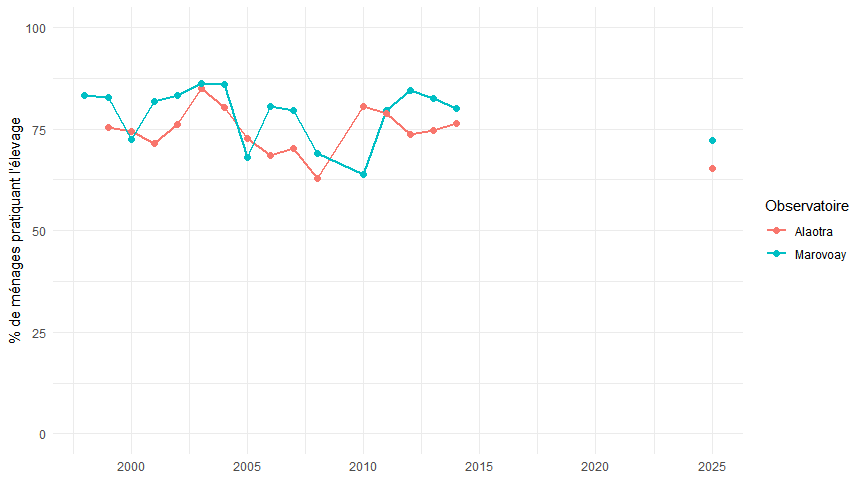 100
75
50
25
0
% de ménages pratiquant l'élevage
2000 2005 2010 2015 2020 2025
Observatoire
Alaotra
Marovoay